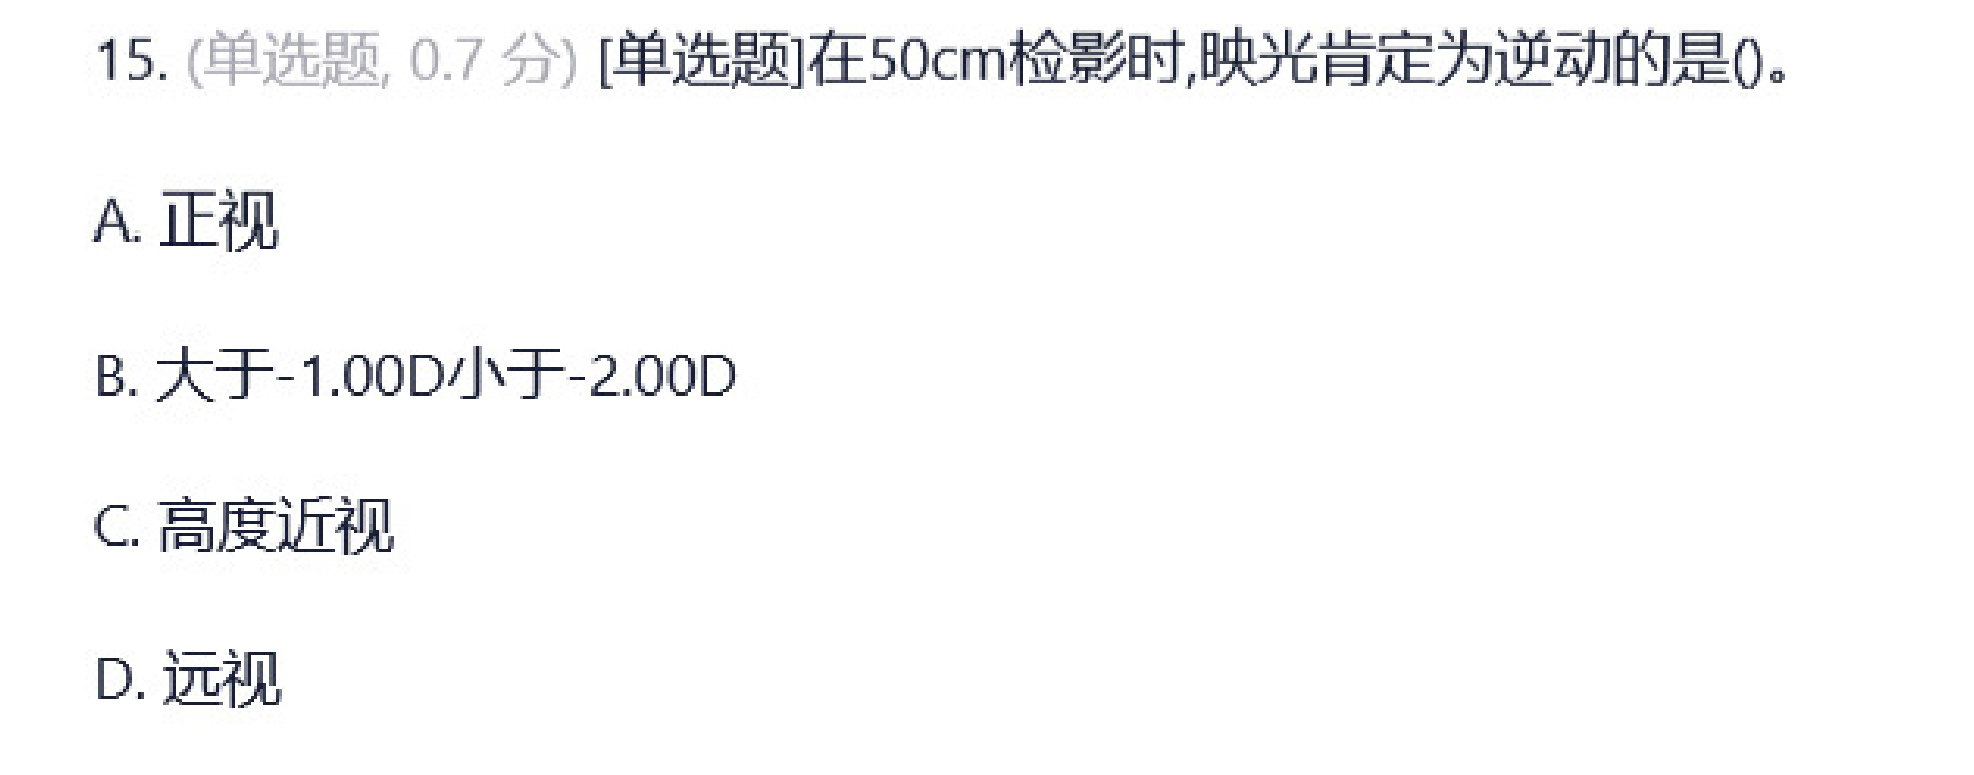 15. (单选题, 0.7 分) [单选题]在50cm检影时,映光肯定为逆动的是()。
A. 正视
B. 大于-1.00D小于-2.00D
C. 高度近视
D. 远视